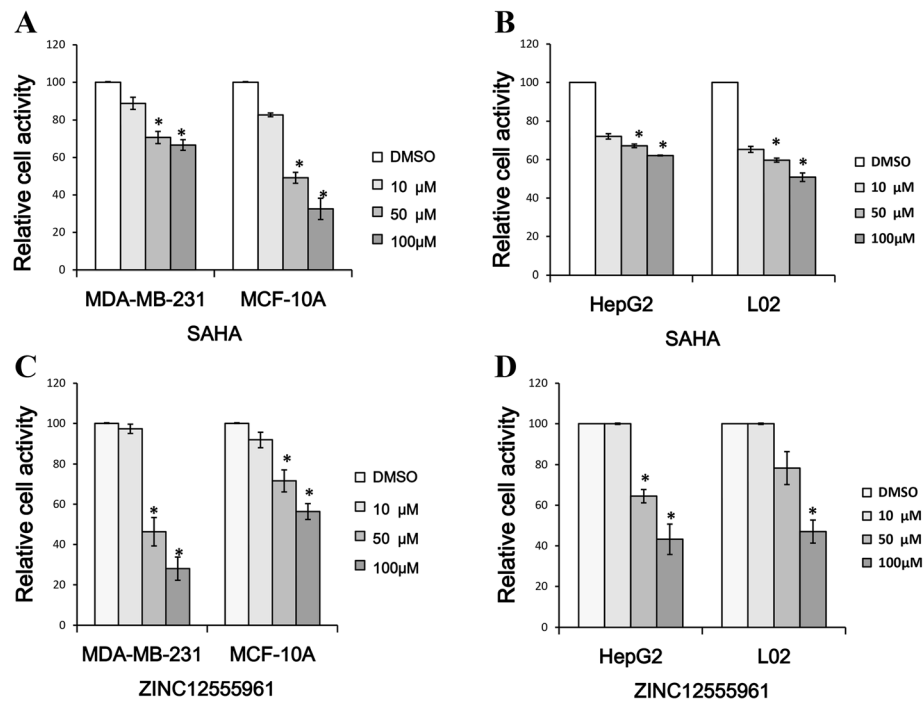 A
Relative cell activity
120
100
80
60
40
20
0
* * * *
MDA-MB-231 MCF-10A
SAHA
DMSO
10 μM
50 μM
100μM
B
Relative cell activity
120
100
80
60
40
20
0
* * *
HepG2 L02
SAHA
DMSO
10 μM
50 μM
100μM
C
Relative cell activity
120
100
80
60
40
20
0
* * * *
MDA-MB-231 MCF-10A
ZINC12555961
DMSO
10 μM
50 μM
100μM
D
Relative cell activity
120
100
80
60
40
20
0
* * *
HepG2 L02
ZINC12555961
DMSO
10 μM
50 μM
100μM